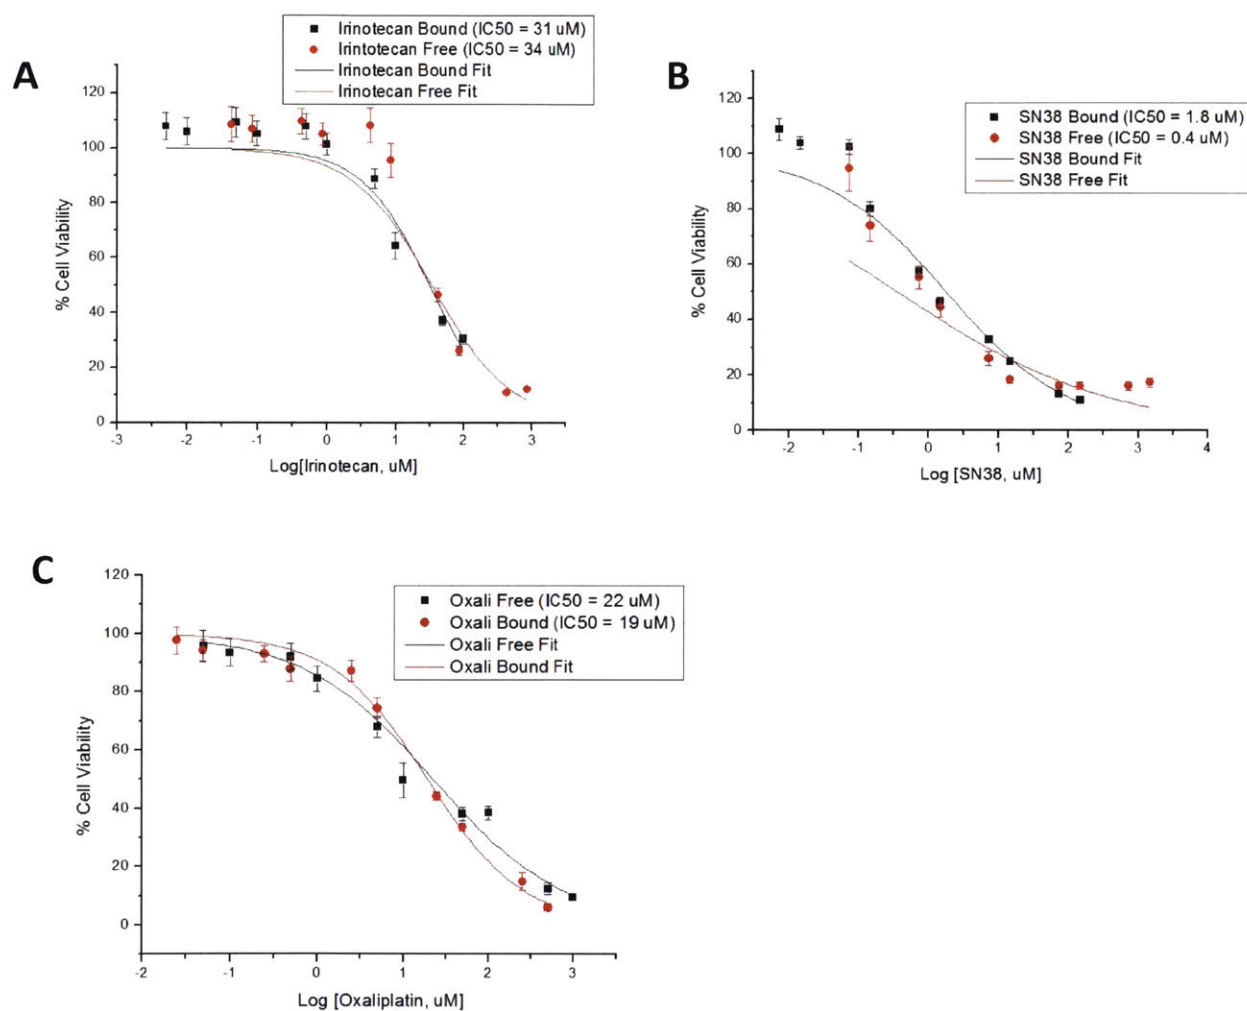 A
Irinotecan Bound (IC50 = 31 uM)
Irintotecan Free (IC50 = 34 uM)
Irinotecan Bound Fit
Irinotecan Free Fit
120
100
80
60
40
20
0
% Cell Viability
-3 -2 -1 0 1 2 3
Log[Irinotecan, uM]
B
SN38 Bound (IC50 = 1.8 uM)
SN38 Free (IC50 = 0.4 uM)
SN38 Bound Fit
SN38 Free Fit
120
100
80
60
40
20
0
% Cell Viability
-2 -1 0 1 2 3 4
Log [SN38, uM]
C
Oxali Free (IC50 = 22 uM)
Oxali Bound (IC50 = 19 uM)
Oxali Free Fit
Oxali Bound Fit
120
100
80
60
40
20
0
% Cell Viability
-2 -1 0 1 2 3
Log [Oxaliplatin, uM]